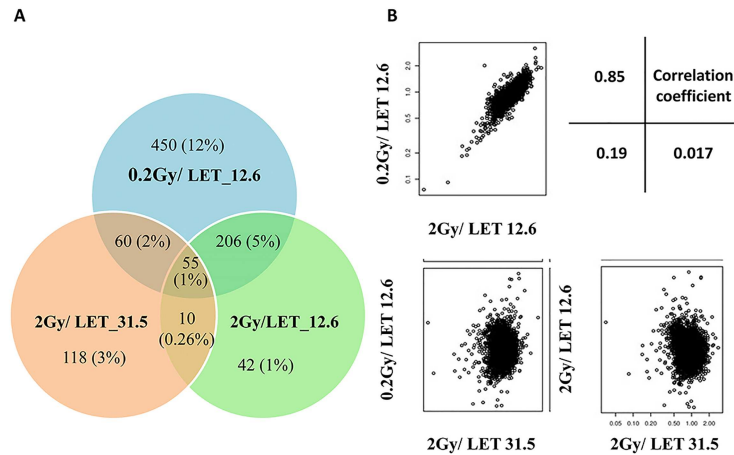 A
450 (12%)
0.2Gy/ LET_12.6
60 (2%)
206 (5%)
55
(1%)
2Gy/ LET_31.5
10
(0.26%)
2Gy/LET_12.6
118 (3%)
42 (1%)
B
0.2Gy/ LET 12.6
2.0
1.0
0.5
0.1
2Gy/ LET 12.6
0.85
Correlation
coefficient
0.19
0.017
0.2Gy/ LET 12.6
2Gy/ LET 31.5
2Gy/ LET 12.6
0.05 0.10 0.20 0.50 1.00 2.00
2Gy/ LET 31.5